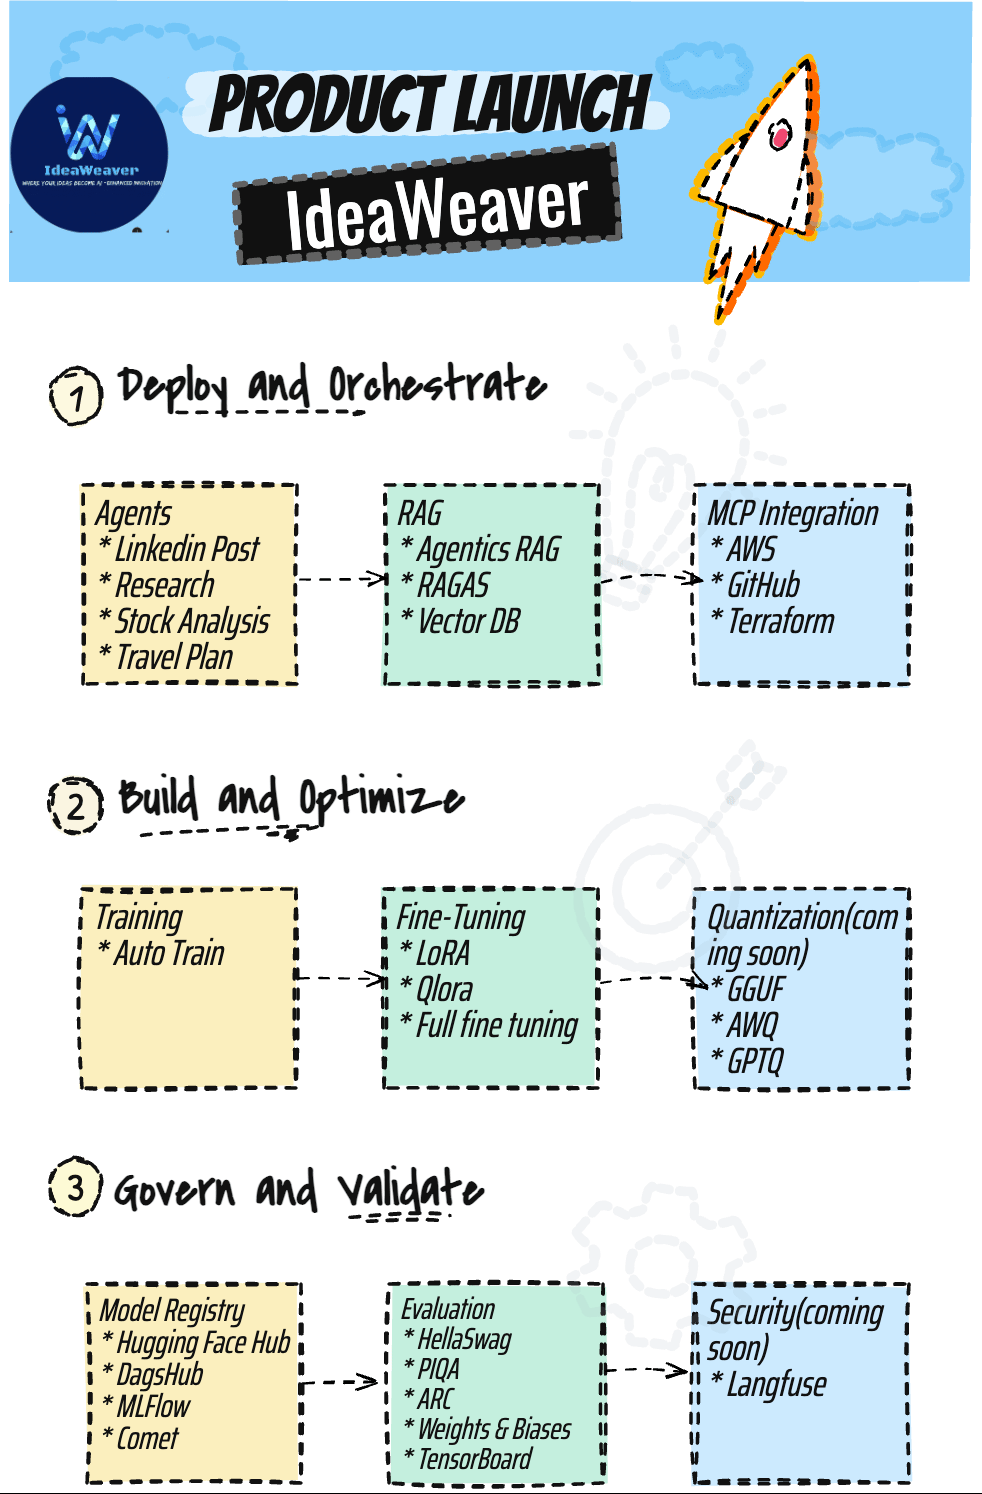 PRODUCT LAUNCH
IdeaWeaver
IW
IdeaWeaver
WHERE YOUR IDEAS BECOME AI-ENHANCED INNOVATION
1
Deploy and Orchestrate
Agents
* Linkedin Post
* Research
* Stock Analysis
* Travel Plan
RAG
* Agentics RAG
* RAGAS
* Vector DB
MCP Integration
* AWS
* GitHub
* Terraform
2
Build and Optimize
Training
* Auto Train
Fine-Tuning
* LoRA
* Qlora
* Full fine tuning
Quantization(com
ing soon)
* GGUF
* AWQ
* GPTQ
3
Govern and Validate
Model Registry
* Hugging Face Hub
* DagsHub
* MLFlow
* Comet
Evaluation
* HellaSwag
* PIQA
* ARC
* Weights & Biases
* TensorBoard
Security(coming
soon)
* Langfuse